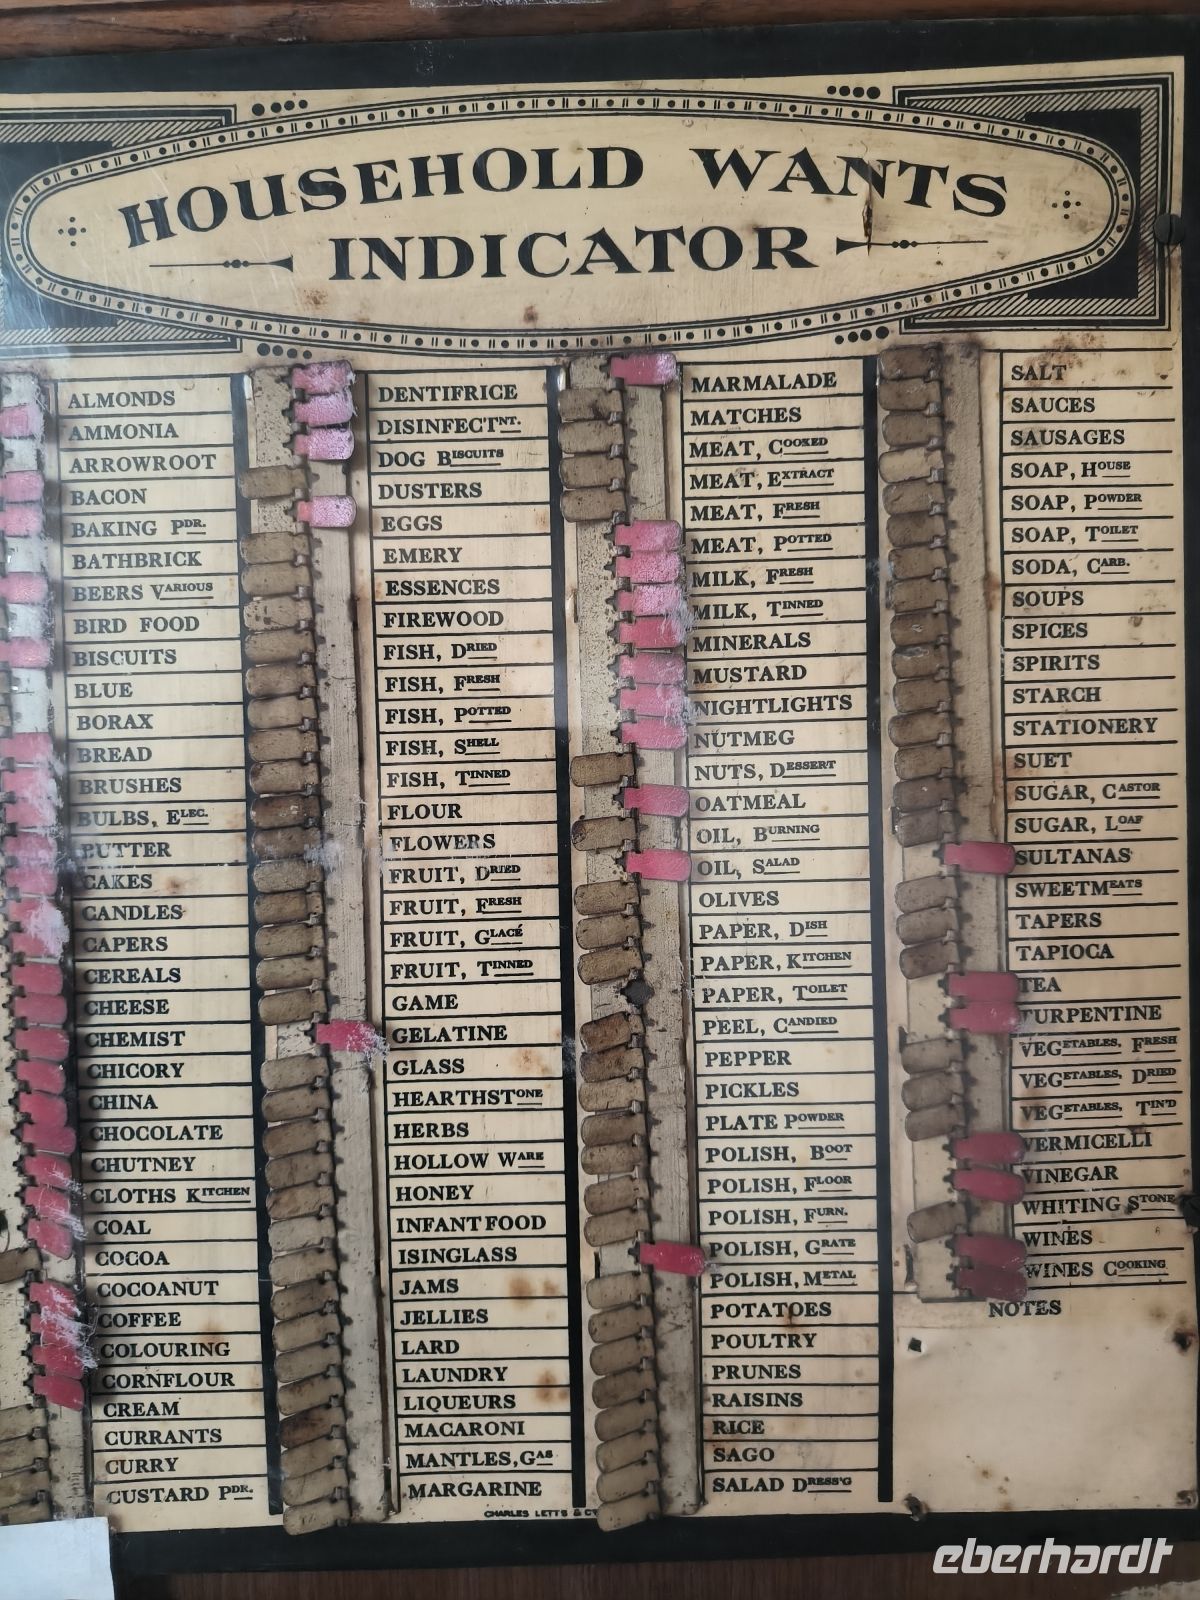 HOUSEHOLD WANTS
INDICATOR
ALMONDS
AMMONIA
ARROWROOT
BACON
BAKING PDR.
BATHBRICK
BEERS VARIOUS
BIRD FOOD
BISCUITS
BLUE
BORAX
BREAD
BRUSHES
BULBS, ELEC.
BUTTER
CAKES
CANDLES
CAPERS
CEREALS
CHEESE
CHEMIST
CHICORY
CHINA
CHOCOLATE
CHUTNEY
CLOTHS KITCHEN
COAL
COCOA
COCOANUT
COFFEE
COLOURING
CORNFLOUR
CREAM
CURRANTS
CURRY
CUSTARD PDR.
DENTIFRICE
DISINFECTNT.
DOG BISCUITS
DUSTERS
EGGS
EMERY
ESSENCES
FIREWOOD
FISH, DRIED
FISH, FRESH
FISH, POTTED
FISH, SHELL
FISH, TINNED
FLOUR
FLOWERS
FRUIT, DRIED
FRUIT, FRESH
FRUIT, GLACÉ
FRUIT, TINNED
GAME
GELATINE
GLASS
HEARTHSTONE
HERBS
HOLLOW WARE
HONEY
INFANT FOOD
ISINGLASS
JAMS
JELLIES
LARD
LAUNDRY
LIQUEURS
MACARONI
MANTLES, GAS
MARGARINE
MARMALADE
MATCHES
MEAT, COOKED
MEAT, EXTRACT
MEAT, FRESH
MEAT, POTTED
MILK, FRESH
MILK, TINNED
MINERALS
MUSTARD
NIGHTLIGHTS
NUTMEG
NUTS, DESSERT
OATMEAL
OIL, BURNING
OIL, SALAD
OLIVES
PAPER, DISH
PAPER, KITCHEN
PAPER, TOILET
PEEL, CANDIED
PEPPER
PICKLES
PLATE POWDER
POLISH, BOOT
POLISH, FLOOR
POLISH, FURN.
POLISH, GRATE
POLISH, METAL
POTATOES
POULTRY
PRUNES
RAISINS
RICE
SAGO
SALAD DRESS'G
SALT
SAUCES
SAUSAGES
SOAP, HOUSE
SOAP, POWDER
SOAP, TOILET
SODA, CARB.
SOUPS
SPICES
SPIRITS
STARCH
STATIONERY
SUET
SUGAR, CASTOR
SUGAR, LOAF
SULTANAS
SWEETMEATS
TAPERS
TAPIOCA
TEA
TURPENTINE
VEGETABLES, FRESH
VEGETABLES, DRIED
VEGETABLES, TIN'D
VERMICELLI
VINEGAR
WHITING STONE
WINES
WINES COOKING
NOTES
CHARLES LETTS & CO
eberhardt